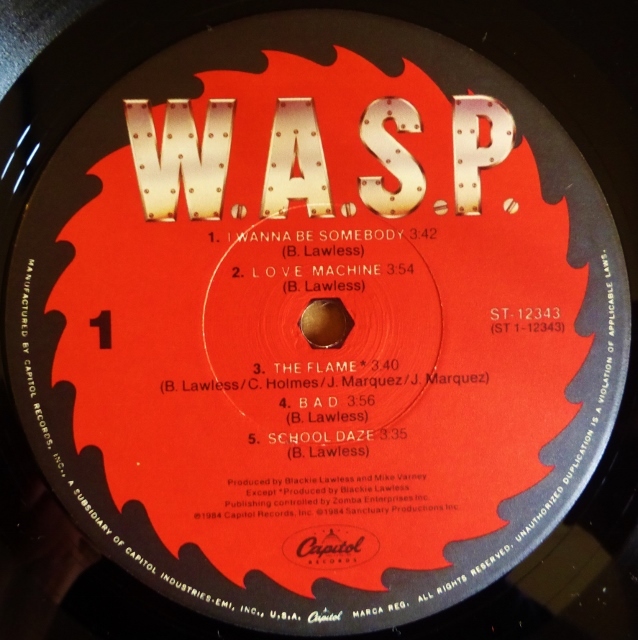 W.A.S.P.
1. I WANNA BE SOMEBODY 3:42
(B. Lawless)
2. L.O.V.E. MACHINE 3:54
(B. Lawless)
1
ST-12343
(ST 1-12343)
3. THE FLAME* 3:40
(B. Lawless/C. Holmes/J. Marquez/J. Marquez)
4. B.A.D. 3:56
(B. Lawless)
5. SCHOOL DAZE 3:35
(B. Lawless)
Produced by Blackie Lawless and Mike Varney
Except *Produced by Blackie Lawless
Publishing controlled by Zomba Enterprises Inc.
℗1984 Capitol Records, Inc. ©1984 Sanctuary Productions Inc.
Capitol
RECORDS
MANUFACTURED BY CAPITOL RECORDS, INC., A SUBSIDIARY OF CAPITOL INDUSTRIES-EMI, INC., U.S.A. Capitol MARCA REG. ALL RIGHTS RESERVED. UNAUTHORIZED DUPLICATION IS A VIOLATION OF APPLICABLE LAWS.